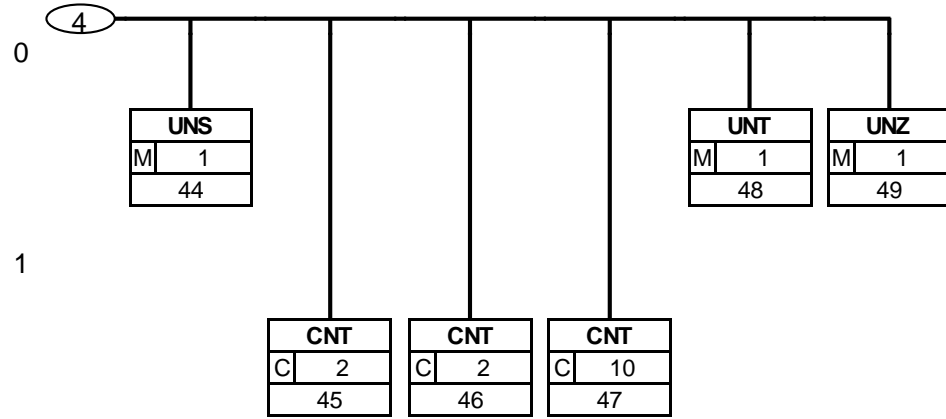 4
0
UNS UNT UNZ
M 1 M 1 M 1
44 48 49
1
CNT CNT CNT
C 2 C 2 C 10
45 46 47